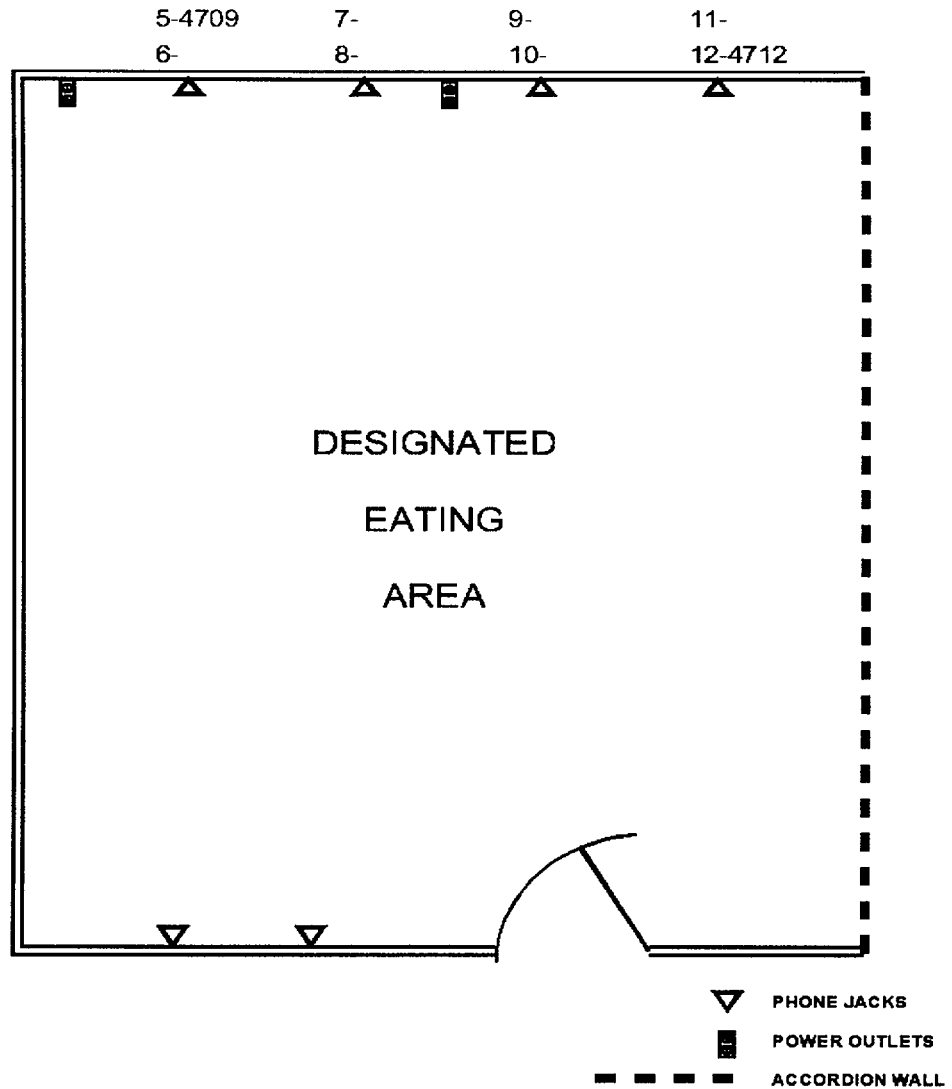 5-4709 7- 9- 11-
6- 8- 10- 12-4712
DESIGNATED
EATING
AREA
PHONE JACKS
POWER OUTLETS
ACCORDION WALL